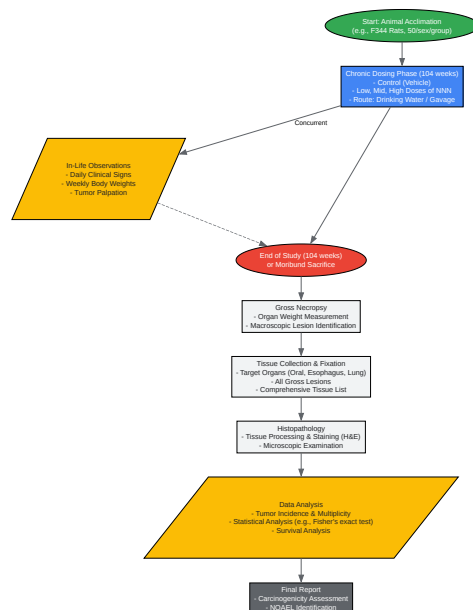 Start: Animal Acclimation
(e.g., F344 Rats, 50/sex/group)
Chronic Dosing Phase (104 weeks)
- Control (Vehicle)
- Low, Mid, High Doses of NNN
- Route: Drinking Water / Gavage
Concurrent
In-Life Observations
- Daily Clinical Signs
- Weekly Body Weights
- Tumor Palpation
End of Study (104 weeks)
or Moribund Sacrifice
Gross Necropsy
- Organ Weight Measurement
- Macroscopic Lesion Identification
Tissue Collection & Fixation
- Target Organs (Oral, Esophagus, Lung)
- All Gross Lesions
- Comprehensive Tissue List
Histopathology
- Tissue Processing & Staining (H&E)
- Microscopic Examination
Data Analysis
- Tumor Incidence & Multiplicity
- Statistical Analysis (e.g., Fisher's exact test)
- Survival Analysis
Final Report
- Carcinogenicity Assessment
- NOAEL Identification